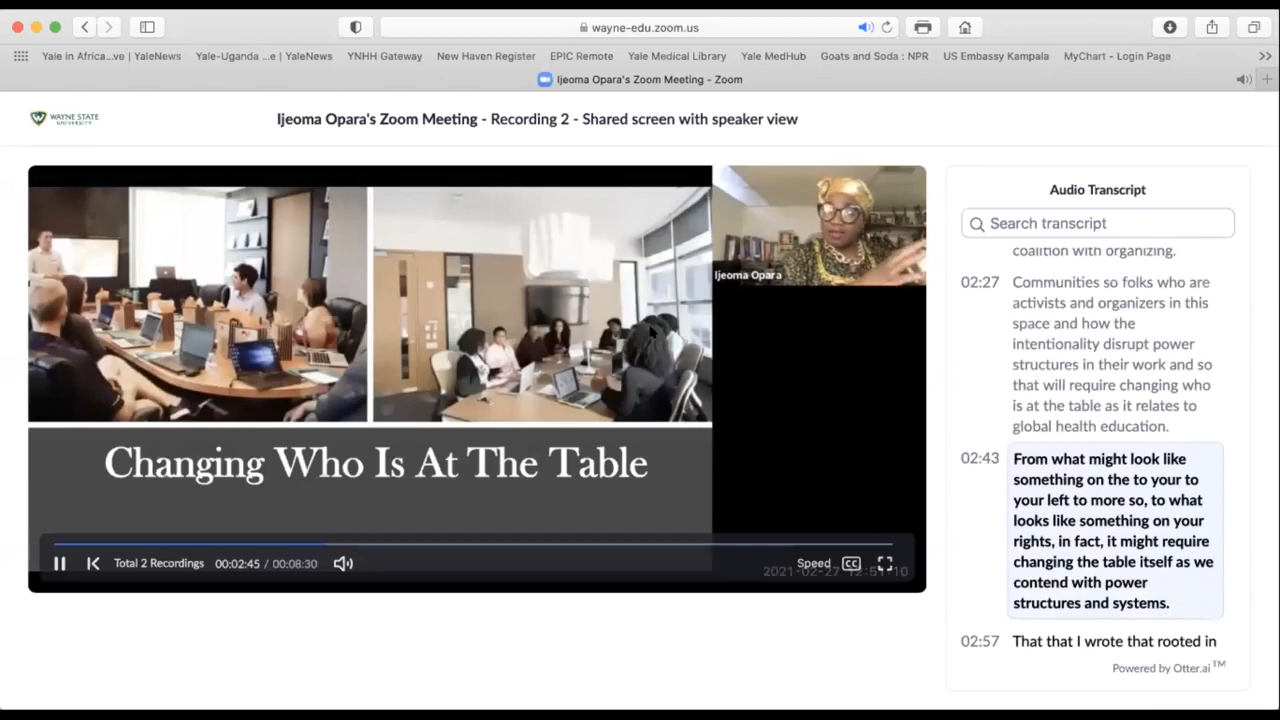 wayne-edu.zoom.us
Yale in Africa...ve | YaleNews
Yale-Uganda ...e | YaleNews
YNHH Gateway
New Haven Register
EPIC Remote
Yale Medical Library
Yale MedHub
Goats and Soda : NPR
US Embassy Kampala
MyChart - Login Page
Ijeoma Opara's Zoom Meeting - Zoom
WAYNE STATE
UNIVERSITY
Ijeoma Opara's Zoom Meeting - Recording 2 - Shared screen with speaker view
Ijeoma Opara
Changing Who Is At The Table
Total 2 Recordings
00:02:45 / 00:08:30
Speed
CC
2021-02-27 12:51:10
Audio Transcript
Search transcript
coalition with organizing.
02:27
Communities so folks who are
activists and organizers in this
space and how the
intentionality disrupt power
structures in their work and so
that will require changing who
is at the table as it relates to
global health education.
02:43
From what might look like
something on the to your to
your left to more so, to what
looks like something on your
rights, in fact, it might require
changing the table itself as we
contend with power
structures and systems.
02:57
That that I wrote that rooted in
Powered by Otter.ai™